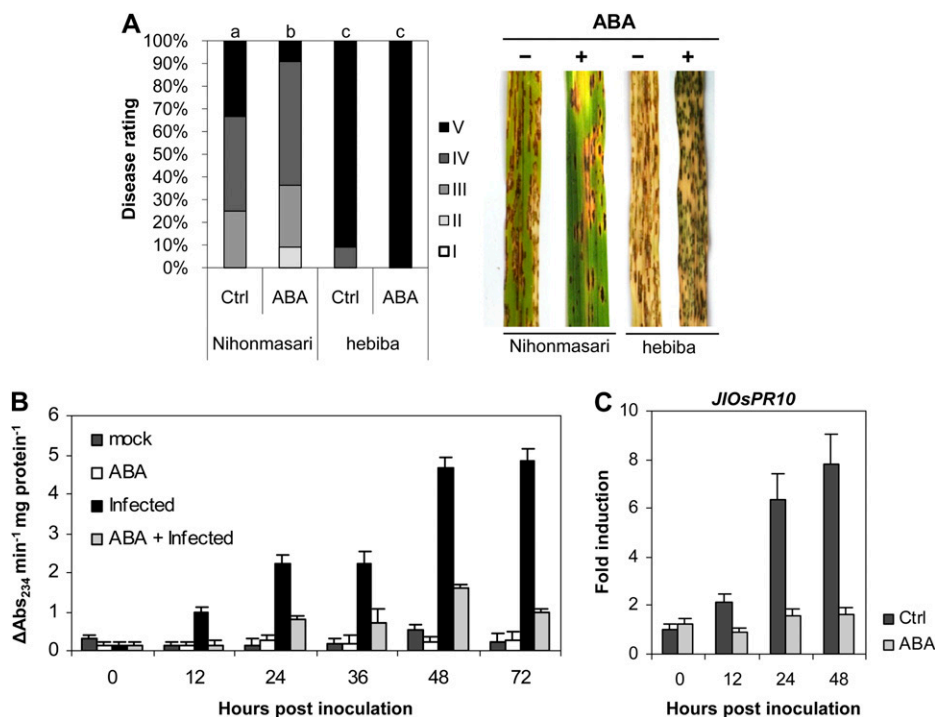 A
a b c c
100%
90%
80%
70%
60%
50%
40%
30%
20%
10%
0%
Disease rating
Ctrl ABA Ctrl ABA
Nihonmasari hebiba
V
IV
III
II
I
ABA
− + − +
Nihonmasari hebiba
B
6
5
4
3
2
1
0
ΔAbs234 min-1 mg protein-1
mock
ABA
Infected
ABA + Infected
0 12 24 36 48 72
Hours post inoculation
C
JIOsPR10
10
8
6
4
2
0
Fold induction
Ctrl
ABA
0 12 24 48
Hours post inoculation